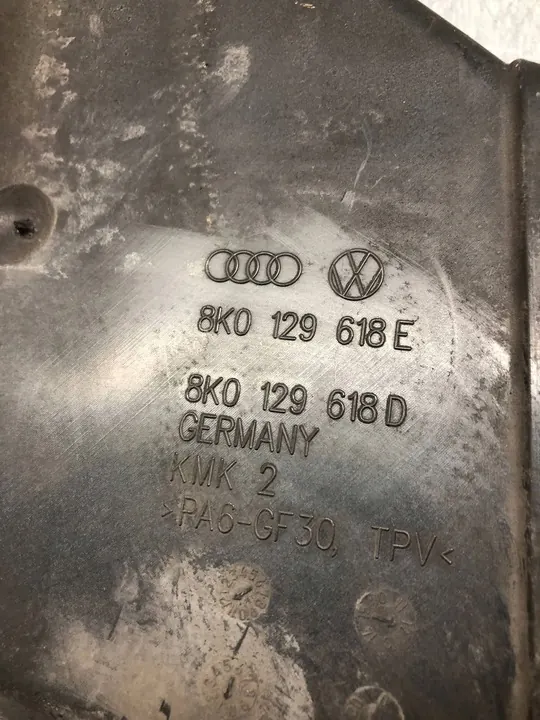 8K0 129 618 E
8K0 129 618 D
GERMANY
KMK 2
>PA6-GF30, TPV<